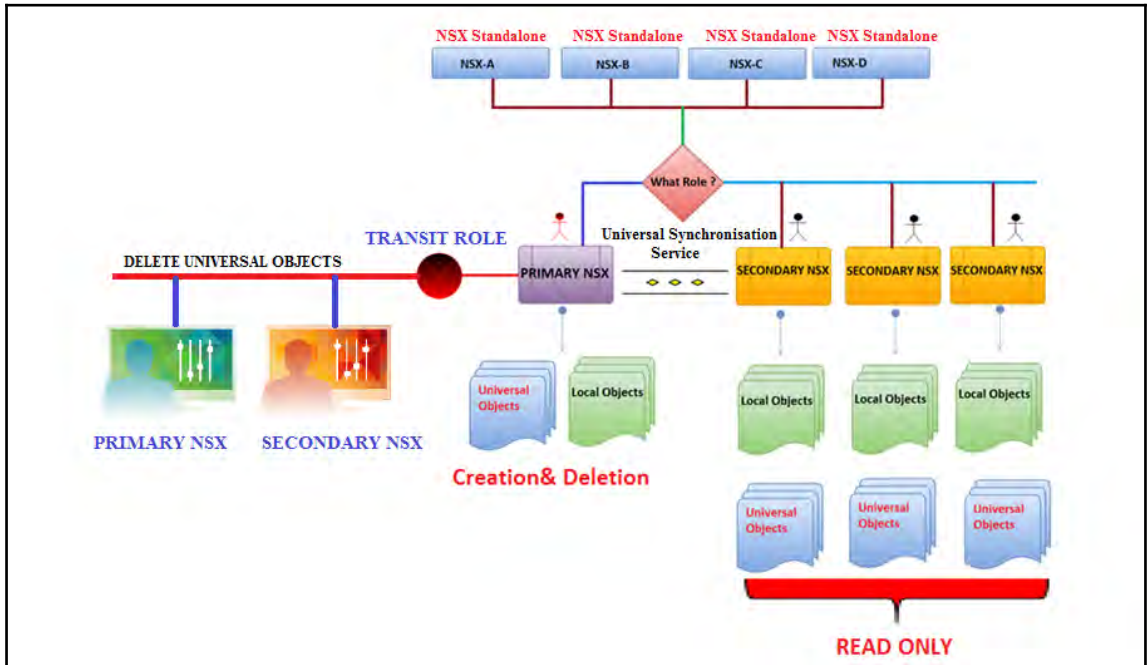 NSX Standalone NSX Standalone NSX Standalone NSX Standalone
NSX-A NSX-B NSX-C NSX-D
What Role ?
TRANSIT ROLE
Universal Synchronisation
Service
DELETE UNIVERSAL OBJECTS
PRIMARY NSX
SECONDARY NSX SECONDARY NSX SECONDARY NSX
Universal
Objects
Local Objects
Local Objects Local Objects Local Objects
PRIMARY NSX SECONDARY NSX
Creation& Deletion
Universal
Objects
Universal
Objects
Universal
Objects
READ ONLY